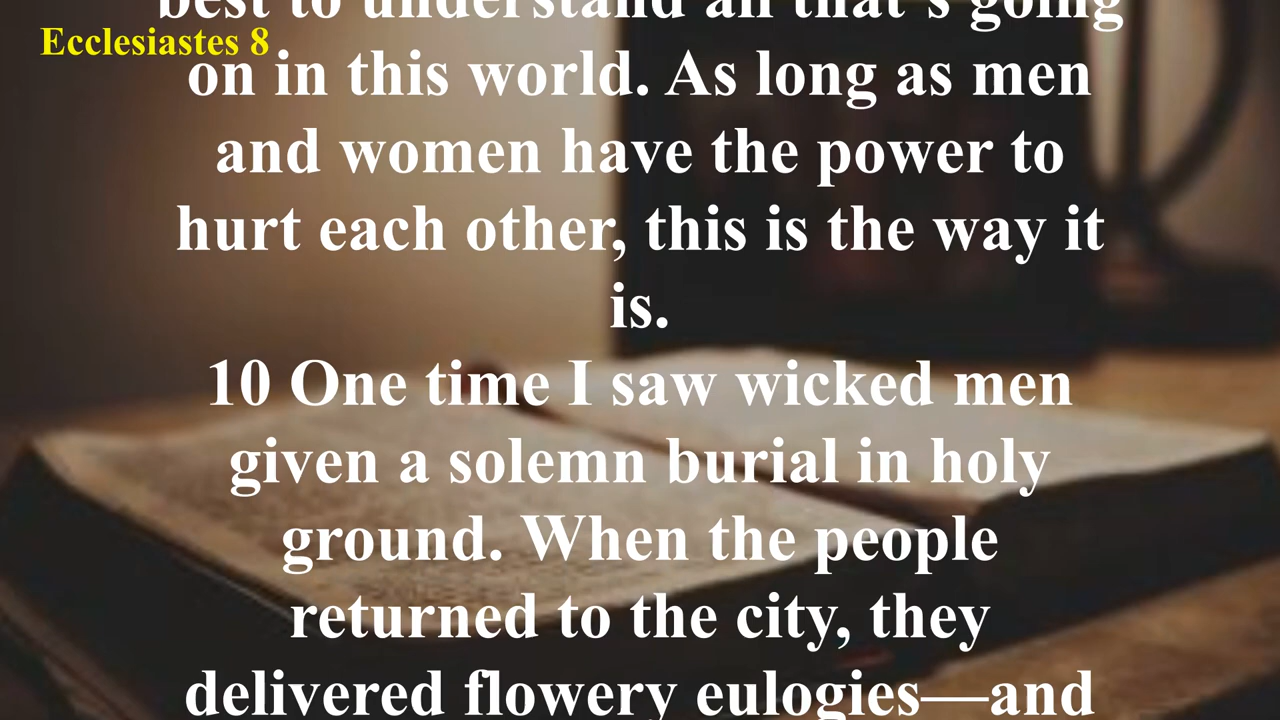 best to understand all that's going
Ecclesiastes 8
on in this world. As long as men
and women have the power to
hurt each other, this is the way it
is.
10 One time I saw wicked men
given a solemn burial in holy
ground. When the people
returned to the city, they
delivered flowery eulogies—and